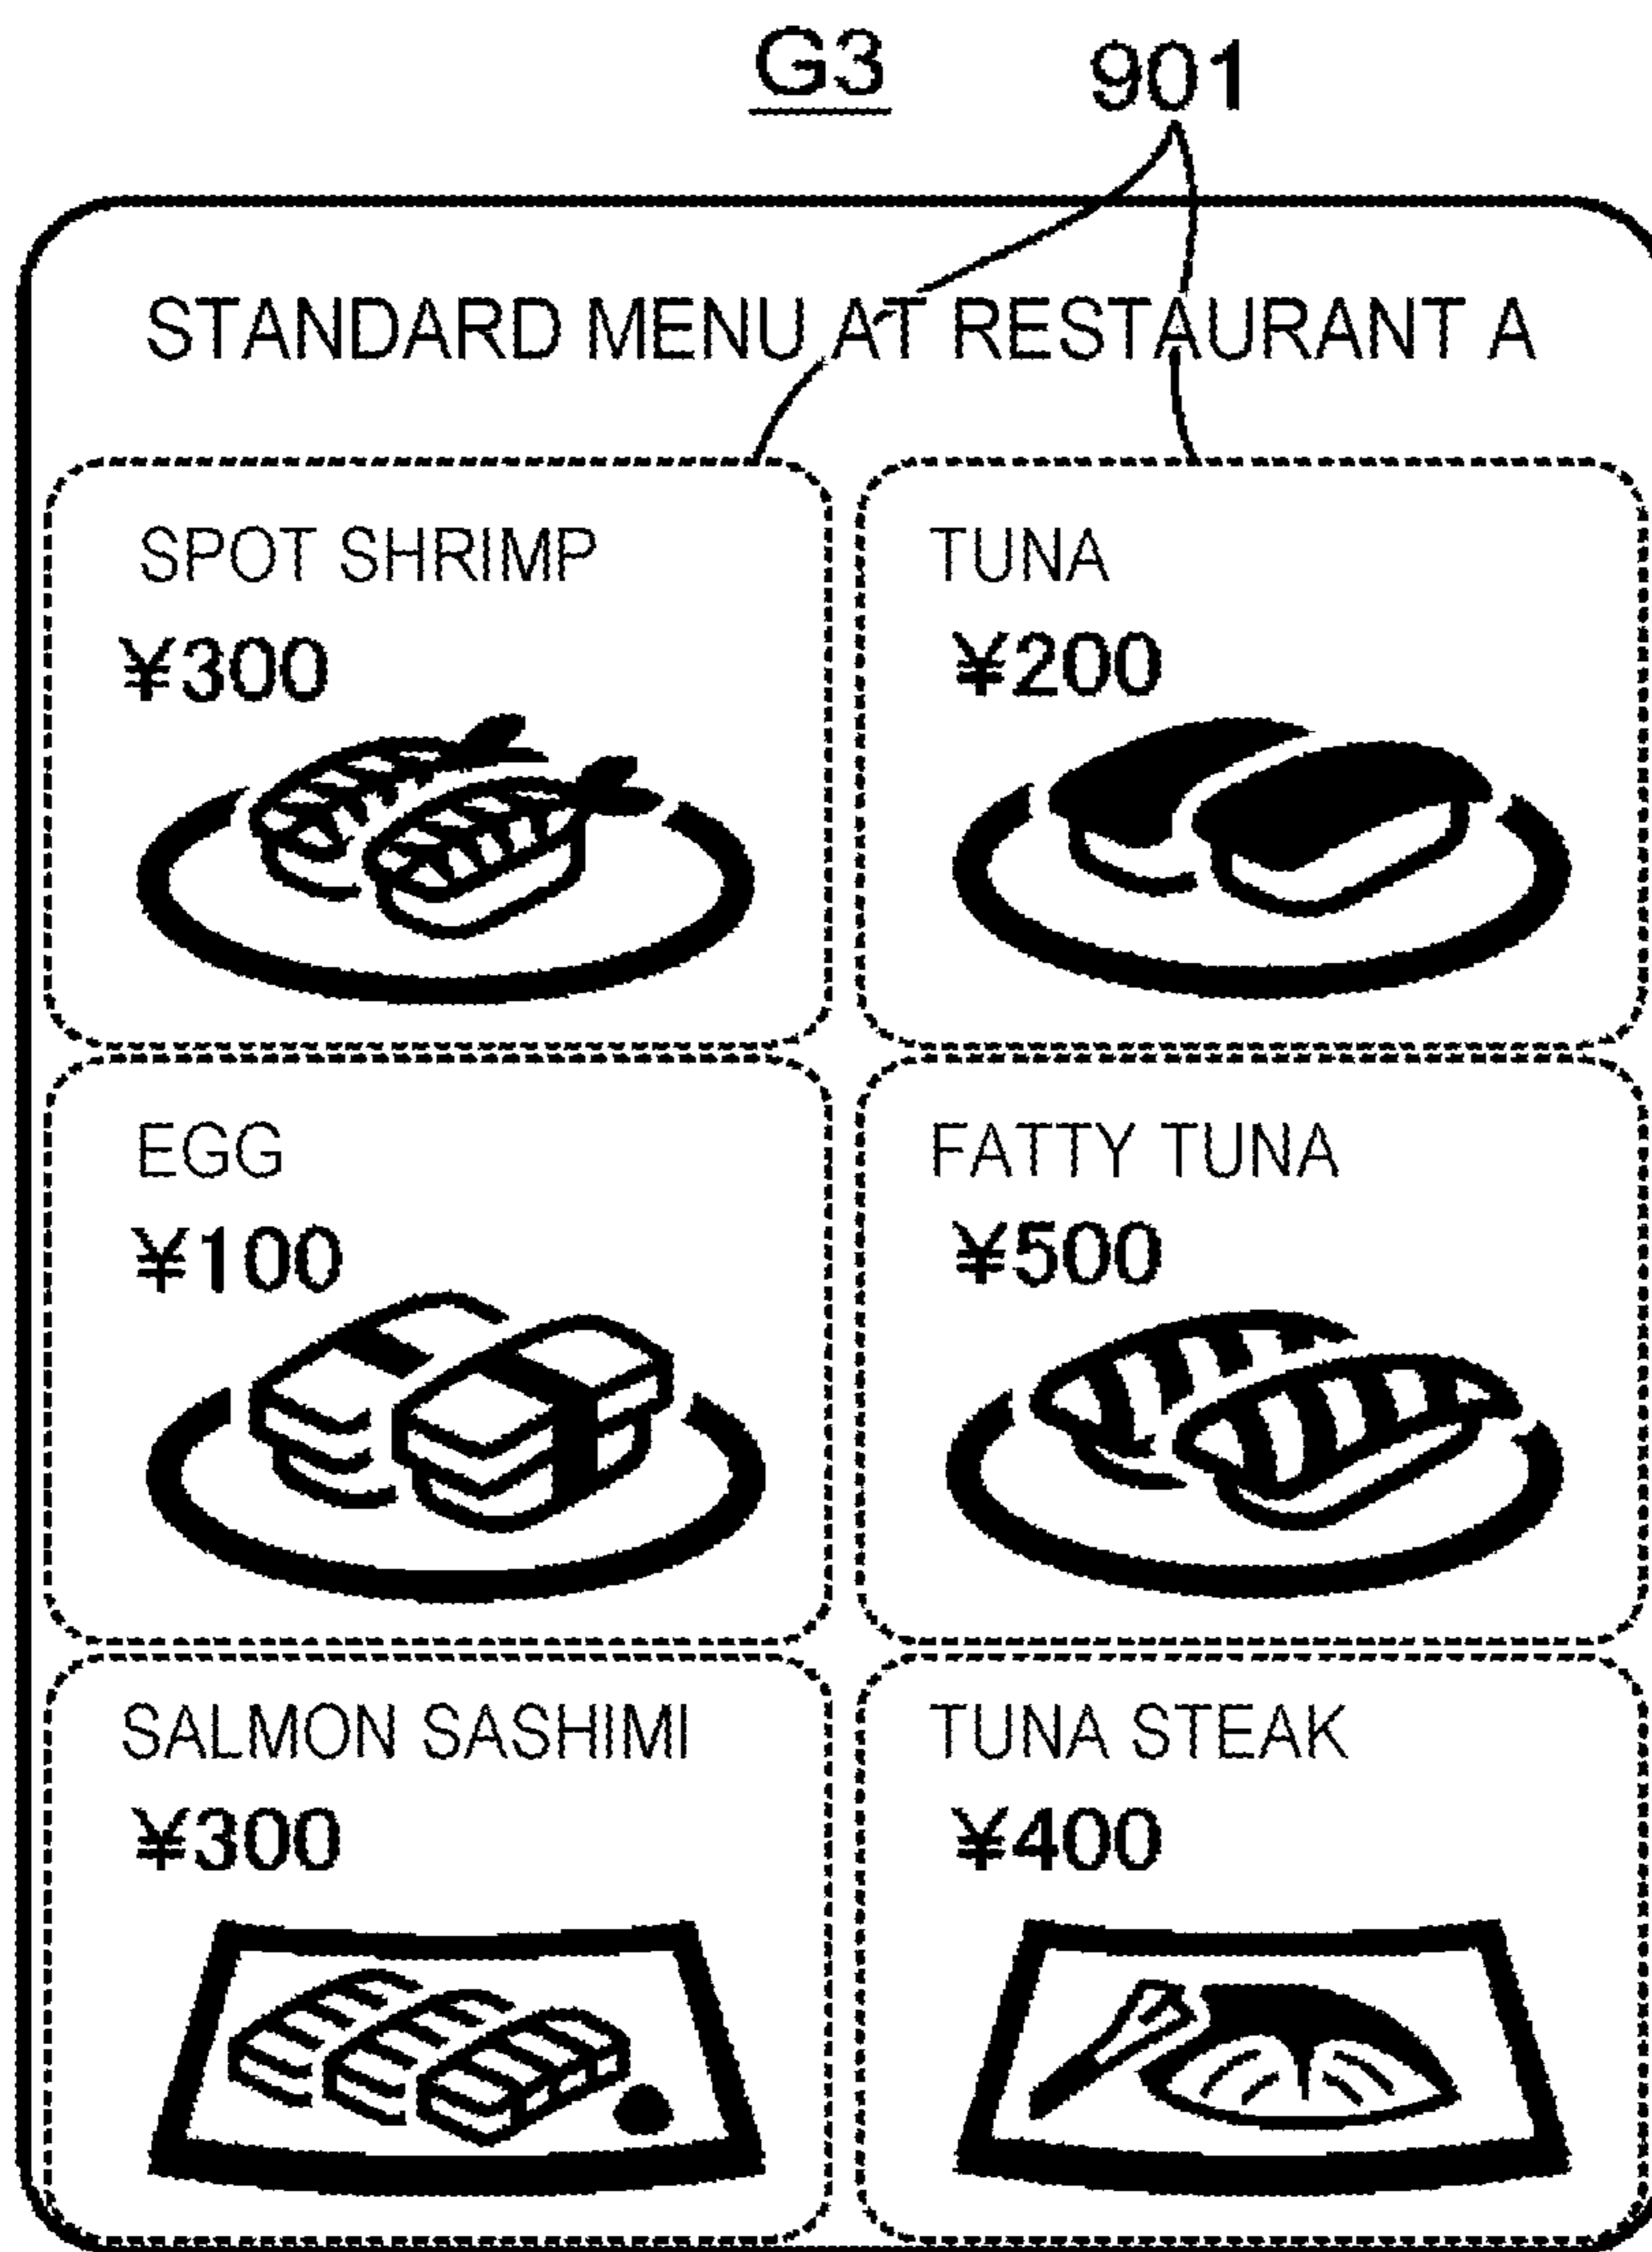 G3 901
STANDARD MENU AT RESTAURANT A
SPOT SHRIMP
¥300
TUNA
¥200
EGG
¥100
FATTY TUNA
¥500
SALMON SASHIMI
¥300
TUNA STEAK
¥400